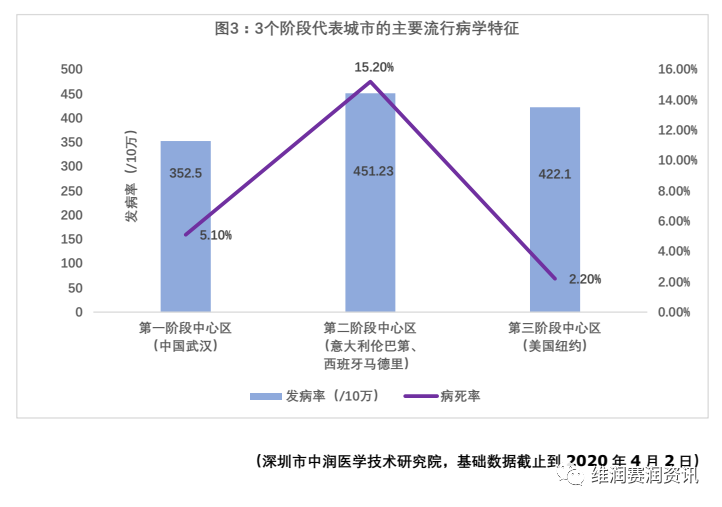 图3：3个阶段代表城市的主要流行病学特征
500
450
400
350
300
250
200
150
100
50
0
发病率（/10万）
16.00%
14.00%
12.00%
10.00%
8.00%
6.00%
4.00%
2.00%
0.00%
15.20%
352.5
451.23
422.1
5.10%
2.20%
第一阶段中心区
（中国武汉）
第二阶段中心区
（意大利伦巴第、
西班牙马德里）
第三阶段中心区
（美国纽约）
发病率（/10万）
病死率
（深圳市中润医学技术研究院，基础数据截止到 2020 年 4 月 2 日）
维润赛润资讯